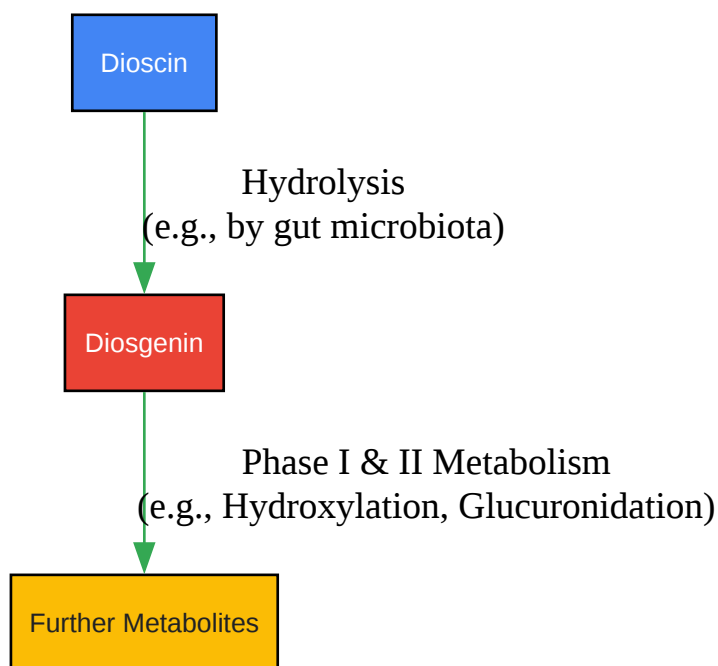 Dioscin
Hydrolysis
(e.g., by gut microbiota)
Diosgenin
Phase I & II Metabolism
(e.g., Hydroxylation, Glucuronidation)
Further Metabolites